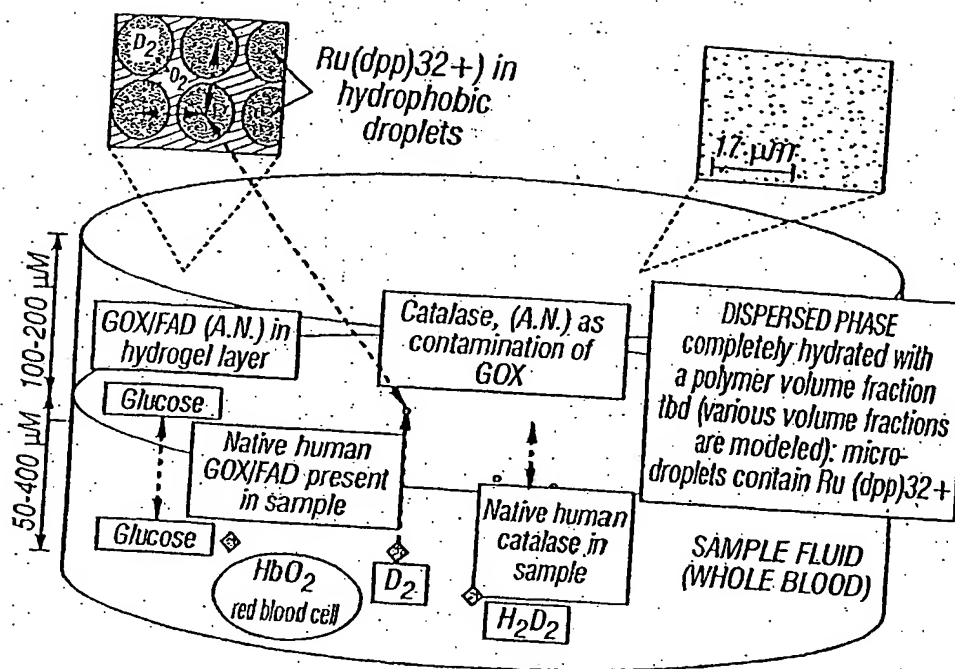 D2
O2
Ru(dpp)32+) in
hydrophobic
droplets
17 µm
100-200 µM
50-400 µM
GOX/FAD (A.N.) in
hydrogel layer
Catalase, (A.N.) as
contamination of
GOX
DISPERSED PHASE
completely hydrated with
a polymer volume fraction
tbd (various volume fractions
are modeled): micro-
droplets contain Ru (dpp)32+
Glucose
Native human
GOX/FAD present
in sample
Glucose
Native human
catalase in
sample
SAMPLE FLUID
(WHOLE BLOOD)
HbO2
red blood cell
D2
H2D2